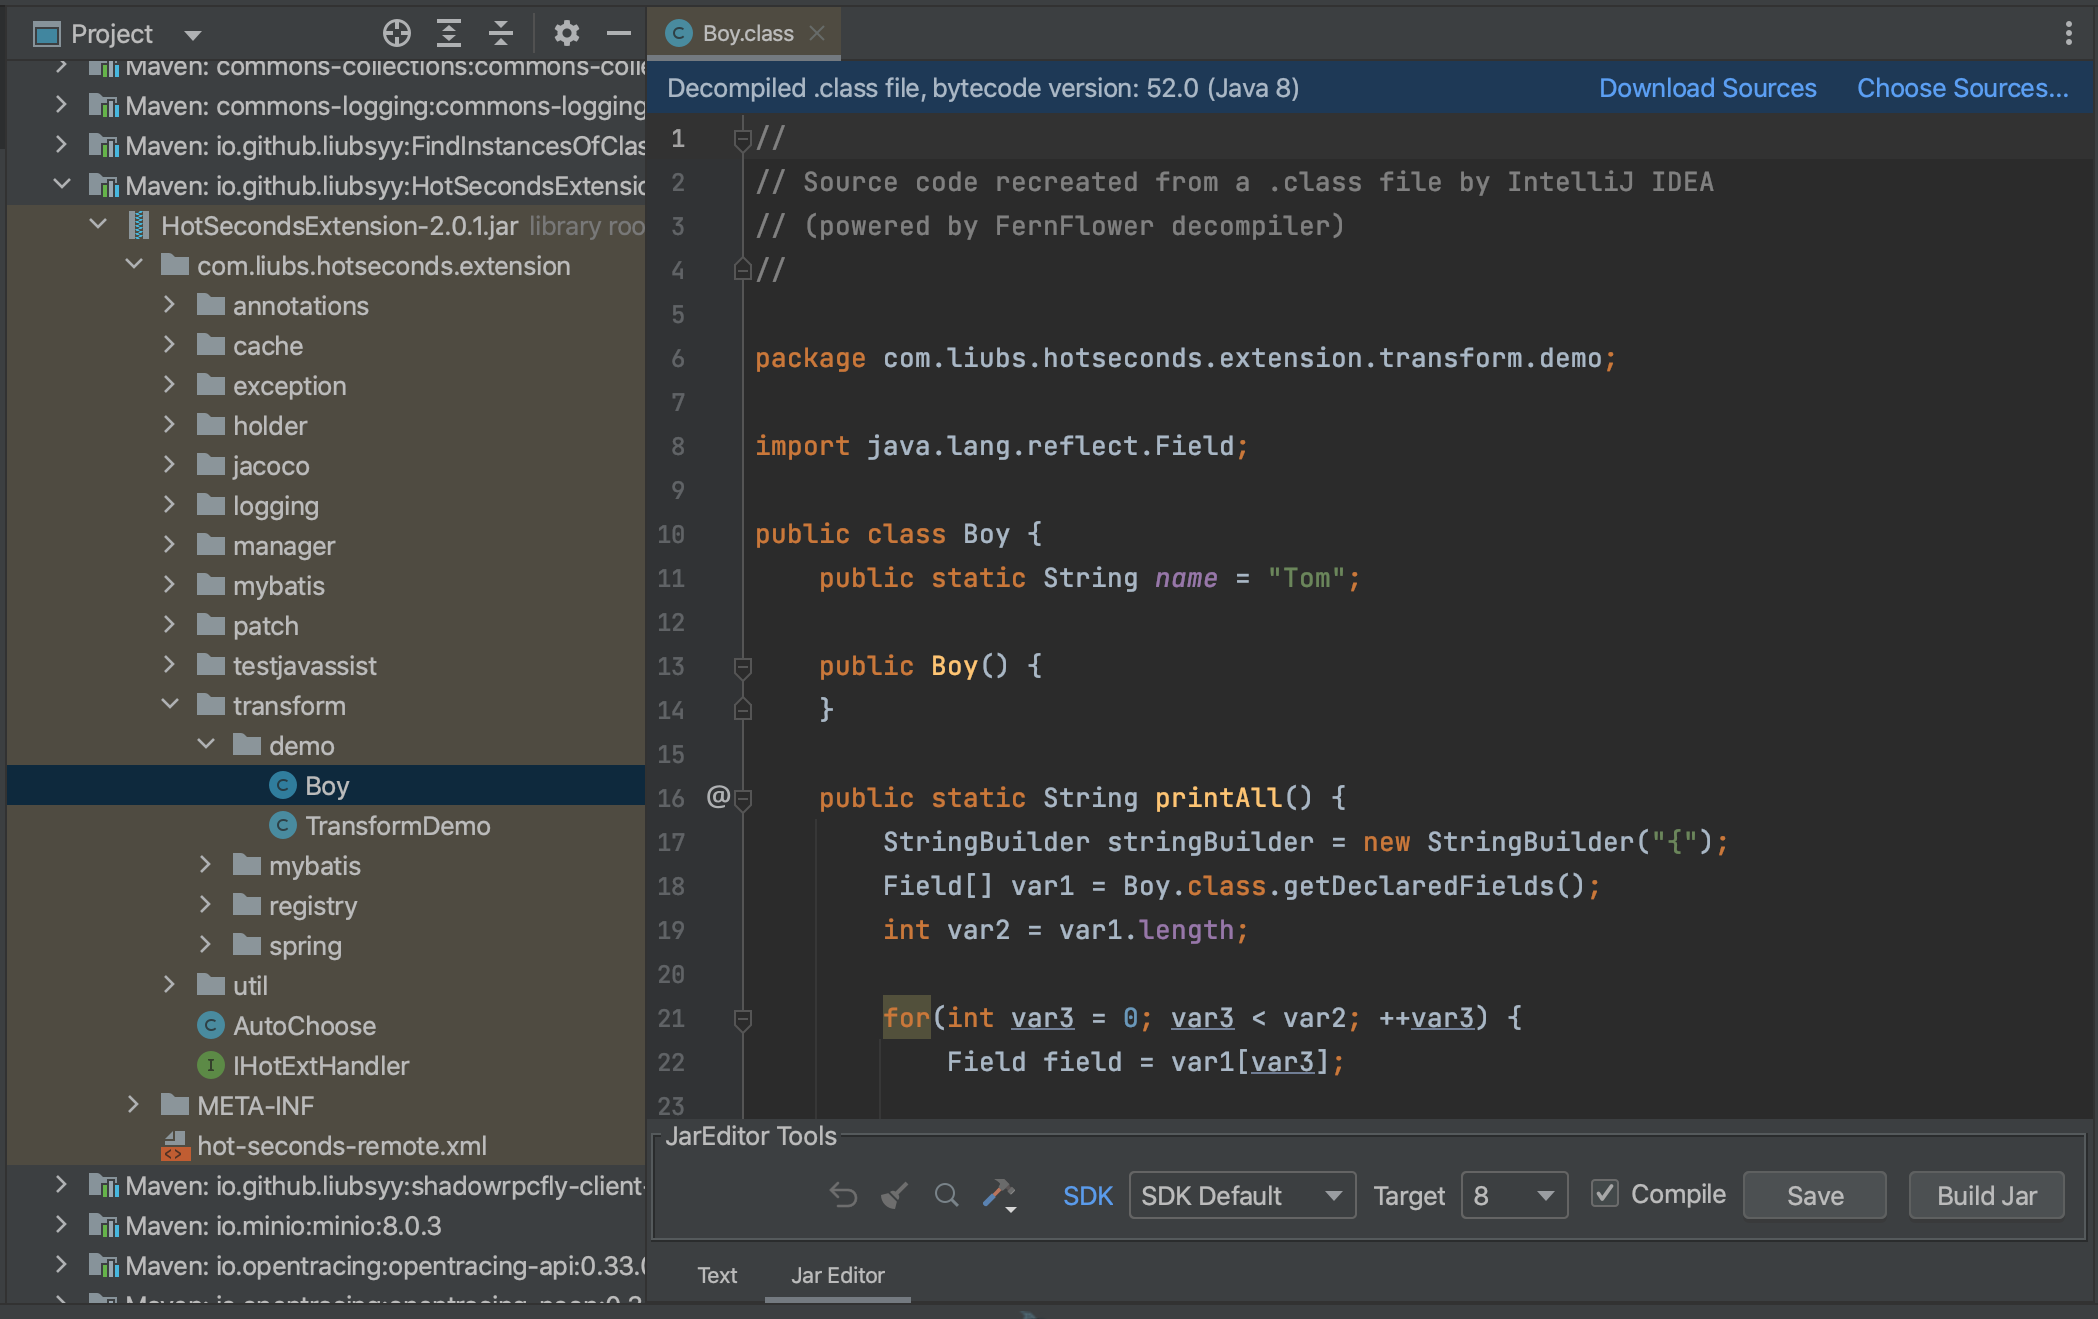 Project
Maven: commons-collections:commons-colle
Maven: commons-logging:commons-logging
Maven: io.github.liubsyy:FindInstancesOfClas
Maven: io.github.liubsyy:HotSecondsExtensio
HotSecondsExtension-2.0.1.jar library roo
com.liubs.hotseconds.extension
annotations
cache
exception
holder
jacoco
logging
manager
mybatis
patch
testjavassist
transform
demo
Boy
TransformDemo
mybatis
registry
spring
util
AutoChoose
IHotExtHandler
META-INF
hot-seconds-remote.xml
Maven: io.github.liubsyy:shadowrpcfly-client-
Maven: io.minio:minio:8.0.3
Maven: io.opentracing:opentracing-api:0.33.0
Boy.class
Decompiled .class file, bytecode version: 52.0 (Java 8) Download Sources Choose Sources...
1 //
2 // Source code recreated from a .class file by IntelliJ IDEA
3 // (powered by FernFlower decompiler)
4 //
5
6 package com.liubs.hotseconds.extension.transform.demo;
7
8 import java.lang.reflect.Field;
9
10 public class Boy {
11 public static String name = "Tom";
12
13 public Boy() {
14 }
15
16 @ public static String printAll() {
17 StringBuilder stringBuilder = new StringBuilder("{");
18 Field[] var1 = Boy.class.getDeclaredFields();
19 int var2 = var1.length;
20
21 for(int var3 = 0; var3 < var2; ++var3) {
22 Field field = var1[var3];
23
JarEditor Tools
SDK SDK Default Target 8 Compile Save Build Jar
Text Jar Editor